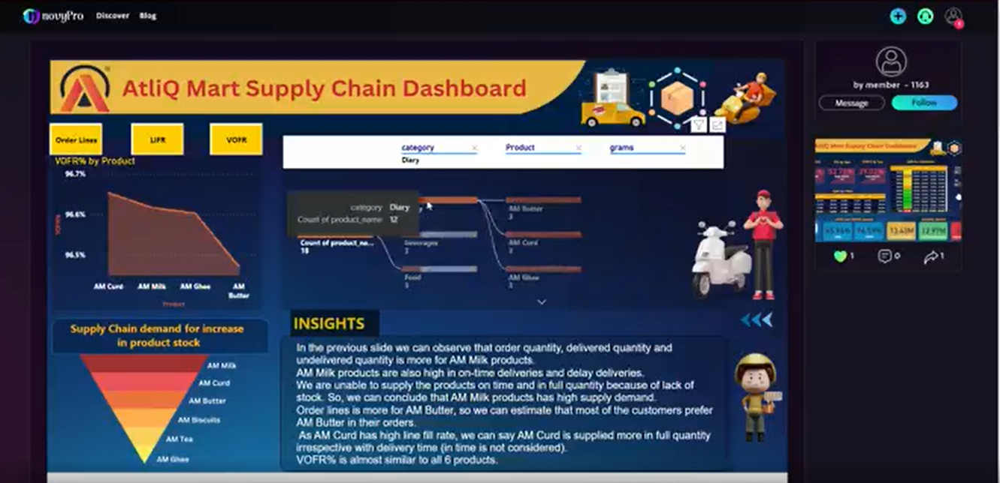 novyPro Discover Blog
AtliQ Mart Supply Chain Dashboard
by member - 1163
Message Follow
Order Lines LIFR VOFR
category Product grams
Diary
VOFR% by Product
96.7%
96.6%
96.5%
VOFR%
AM Curd AM Milk AM Ghee AM Butter
Product
category Diary
Count of product_name 12
Count of product_na...
18
beverages
3
Food
3
AM Butter
3
AM Curd
3
AM Ghee
3
Supply Chain demand for increase
in product stock
AM Milk
AM Curd
AM Butter
AM Biscuits
AM Tea
AM Ghee
INSIGHTS
In the previous slide we can observe that order quantity, delivered quantity and
undelivered quantity is more for AM Milk products.
AM Milk products are also high in on-time deliveries and delay deliveries.
We are unable to supply the products on time and in full quantity because of lack of
stock. So, we can conclude that AM Milk products has high supply demand.
Order lines is more for AM Butter, so we can estimate that most of the customers prefer
AM Butter in their orders.
As AM Curd has high line fill rate, we can say AM Curd is supplied more in full quantity
irrespective with delivery time (in time is not considered).
VOFR% is almost similar to all 6 products.
AtliQ Mart Supply Chain Dashboard
13.43M 12.97M
1 0 1